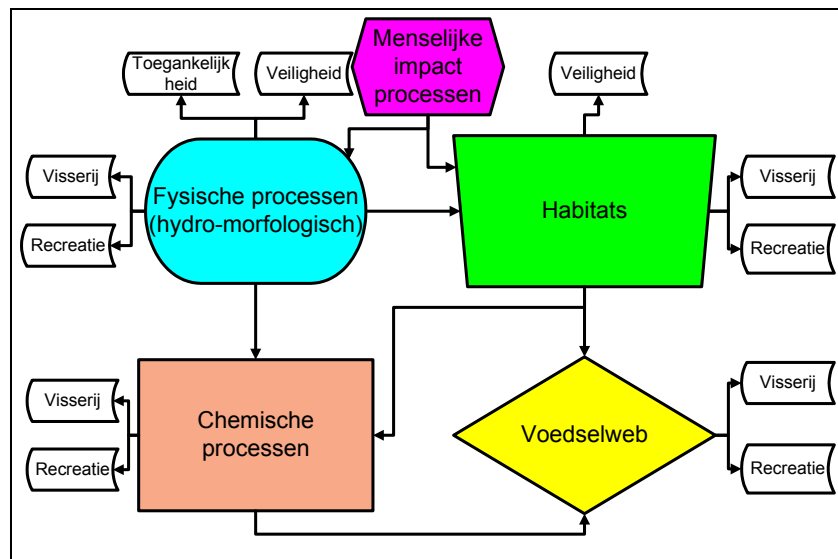 Menselijke
impact
processen
Toegankelijk
heid
Veiligheid
Veiligheid
Visserij
Recreatie
Fysische processen
(hydro-morfologisch)
Habitats
Visserij
Recreatie
Visserij
Recreatie
Chemische
processen
Voedselweb
Visserij
Recreatie